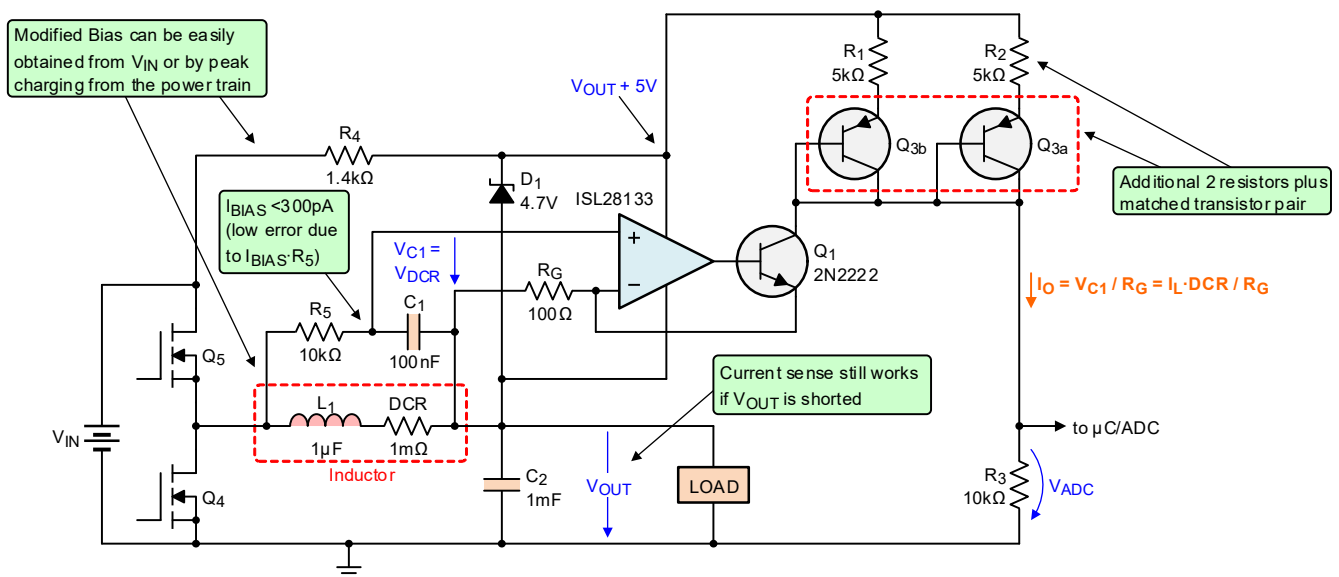 Modified Bias can be easily
obtained from VIN or by peak
charging from the power train
R1
5kΩ
R2
5kΩ
VOUT + 5V
Q3b
Q3a
R4
1.4kΩ
D1
4.7V
ISL28133
Additional 2 resistors plus
matched transistor pair
IBIAS <300pA
(low error due
to IBIAS·R5)
VC1 =
VDCR
+
−
Q1
2N2222
RG
100Ω
IO = VC1 / RG = IL·DCR / RG
C1
100nF
R5
10kΩ
Q5
Current sense still works
if VOUT is shorted
L1
1µF
DCR
1mΩ
Inductor
VIN
to µC/ADC
Q4
C2
1mF
VOUT
LOAD
R3
10kΩ
VADC